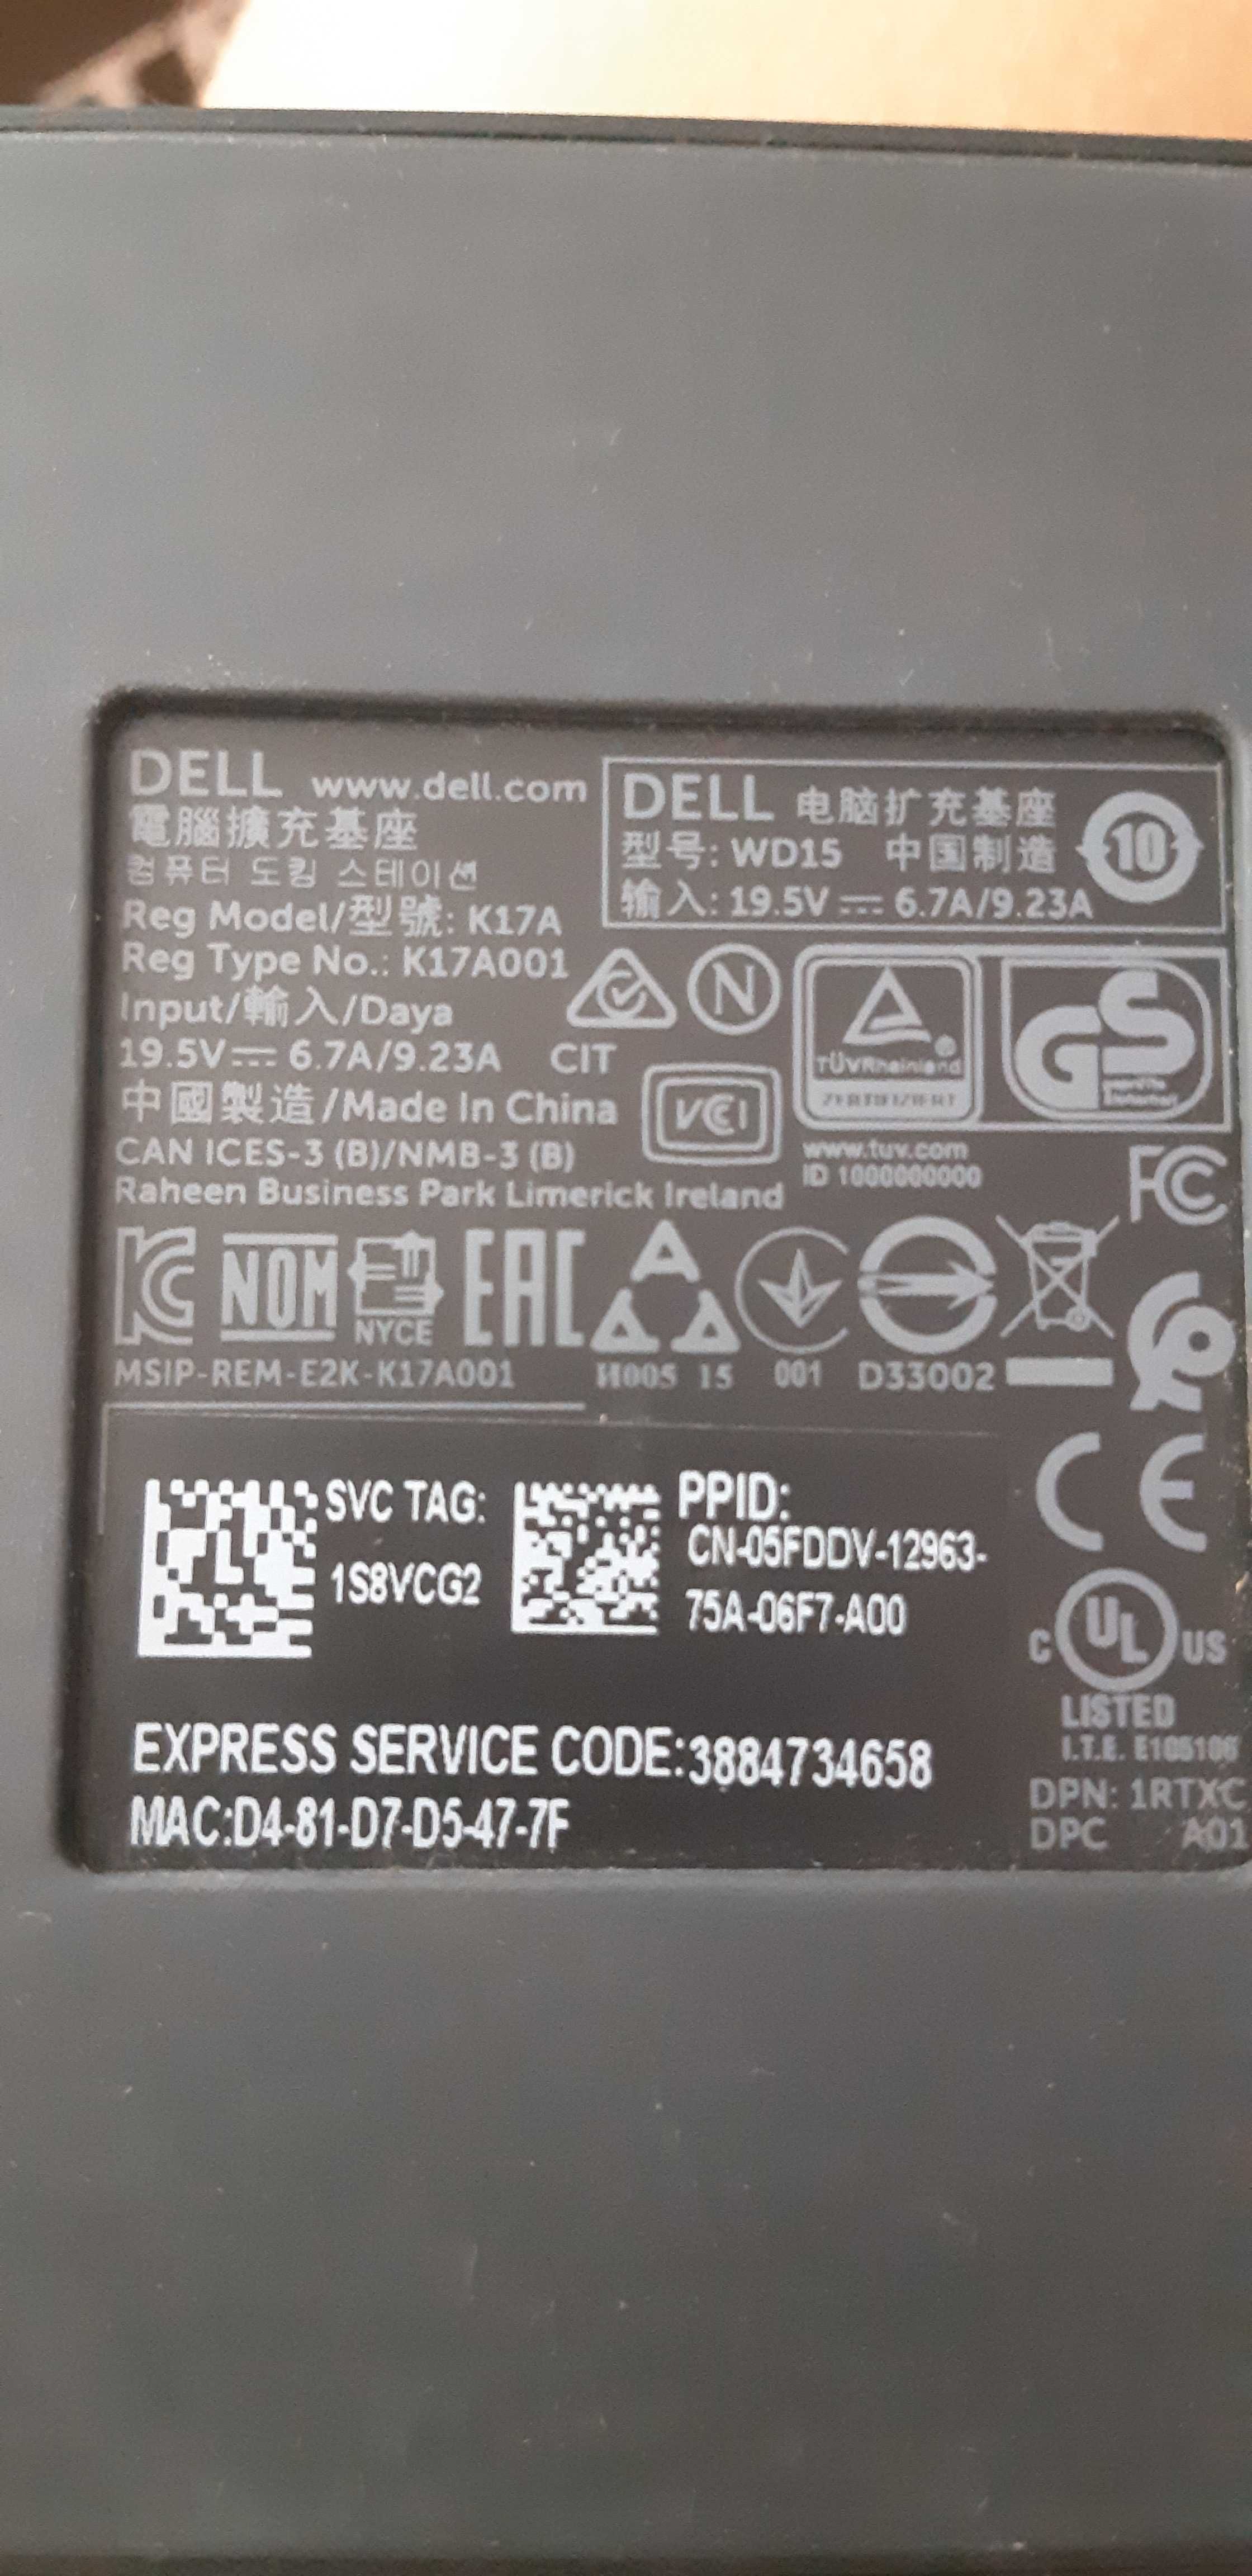 DELL www.dell.com
電腦擴充基座
컴퓨터 도킹 스테이션
Reg Model/型號: K17A
Reg Type No.: K17A001
Input/輸入/Daya
19.5V⎓ 6.7A/9.23A CIT
中國製造/Made In China
CAN ICES-3 (B)/NMB-3 (B)
Raheen Business Park Limerick Ireland
DELL 电脑扩充基座
型号: WD15 中国制造
输入: 19.5V⎓ 6.7A/9.23A
10
N
TÜVRheinland
ZERTIFIZIERT
GS
VCI
www.tuv.com
ID 1000000000
FC
KC NOM NYCE EAC
MSIP-REM-E2K-K17A001 И005 15 001 D33002
CE
SVC TAG:
1S8VCG2
PPID:
CN-05FDDV-12963-
75A-06F7-A00
C UL US
LISTED
I.T.E. E105106
DPN: 1RTXC
DPC A01
EXPRESS SERVICE CODE:3884734658
MAC:D4-81-D7-D5-47-7F